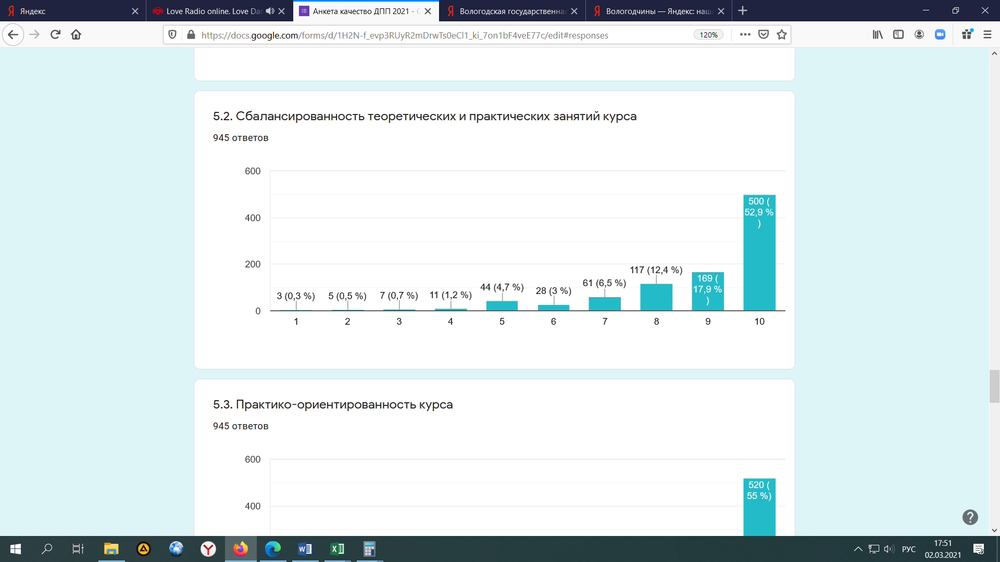 Яндекс
Love Radio online. Love Da
Анкета качество ДПП 2021 - G
Вологодская государственна
Вологодчины — Яндекс: наш
https://docs.google.com/forms/d/1H2N-f_evp3RUyR2mDrwTs0eCl1_ki_7on1bF4veE77c/edit#responses
120%
5.2. Сбалансированность теоретических и практических занятий курса
945 ответов
600
400
200
0
3 (0,3 %)
5 (0,5 %)
7 (0,7 %)
11 (1,2 %)
44 (4,7 %)
28 (3 %)
61 (6,5 %)
117 (12,4 %)
169 (
17,9 %
)
500 (
52,9 %
)
1 2 3 4 5 6 7 8 9 10
5.3. Практико-ориентированность курса
945 ответов
600
400
520 (
55 %)
РУС
17:51
02.03.2021